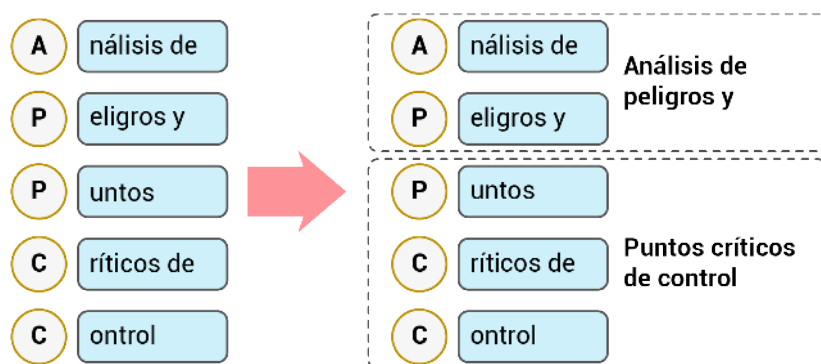 A nálisis de
P eligros y
P untos
C ríticos de
C ontrol
A nálisis de
P eligros y
Análisis de
peligros y
P untos
C ríticos de
C ontrol
Puntos críticos
de control